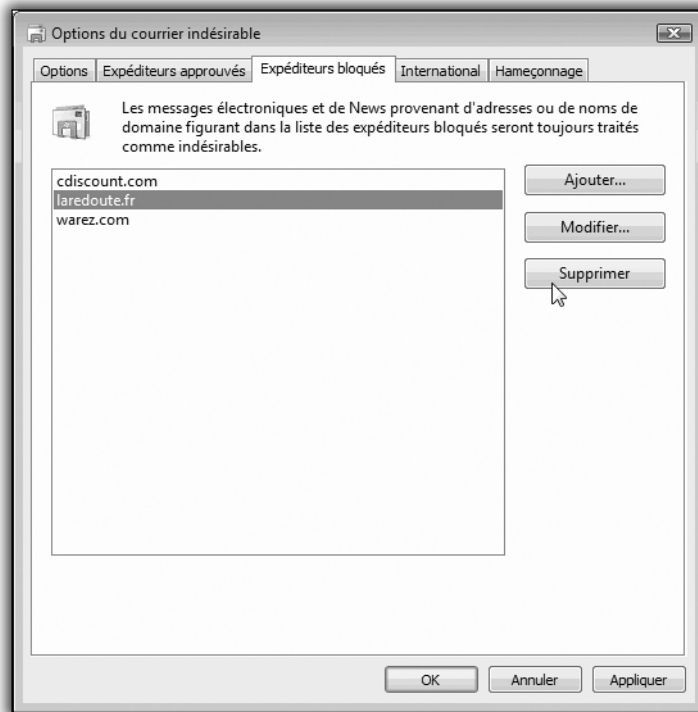 Options du courrier indésirable
Options
Expéditeurs approuvés
Expéditeurs bloqués
International
Hameçonnage
Les messages électroniques et de News provenant d'adresses ou de noms de
domaine figurant dans la liste des expéditeurs bloqués seront toujours traités
comme indésirables.
cdiscount.com
laredoute.fr
warez.com
Ajouter...
Modifier...
Supprimer
OK
Annuler
Appliquer